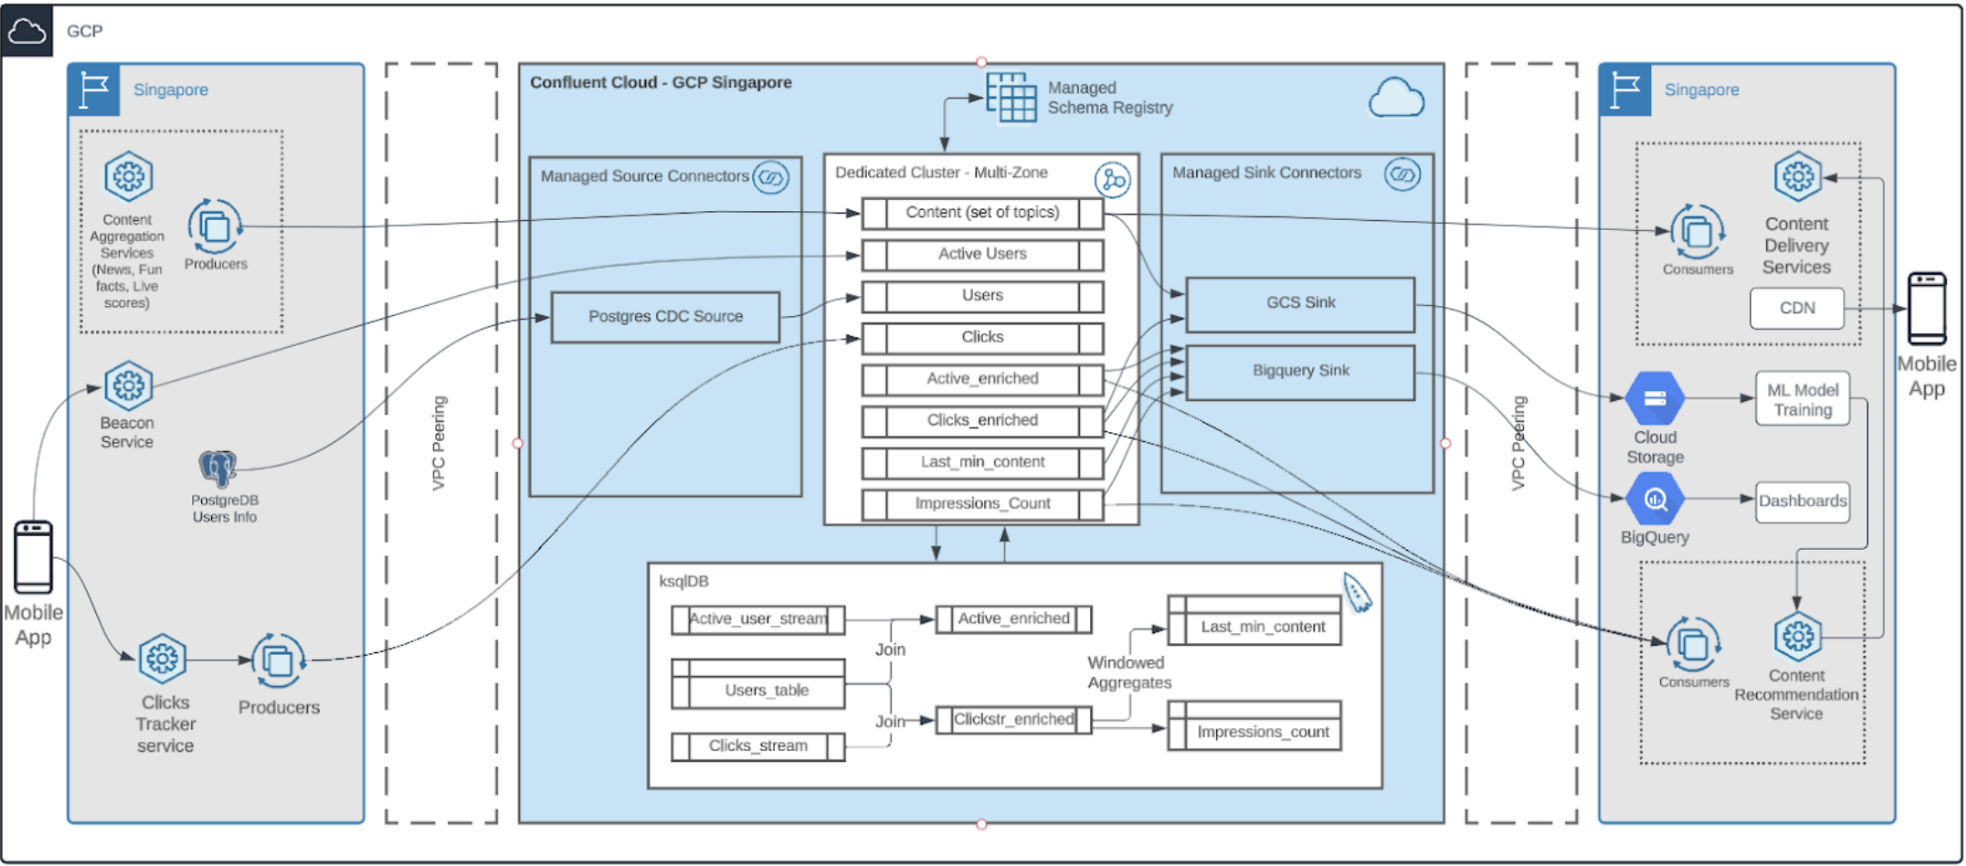 GCP
Singapore
Content
Aggregation
Services
(News, Fun
facts, Live
scores)
Producers
Beacon
Service
PostgreDB
Users Info
Mobile
App
Clicks
Tracker
service
Producers
VPC Peering
Confluent Cloud - GCP Singapore
Managed
Schema Registry
Managed Source Connectors
Postgres CDC Source
Dedicated Cluster - Multi-Zone
Content (set of topics)
Active Users
Users
Clicks
Active_enriched
Clicks_enriched
Last_min_content
Impressions_Count
Managed Sink Connectors
GCS Sink
Bigquery Sink
ksqlDB
Active_user_stream
Users_table
Clicks_stream
Join
Join
Active_enriched
Clickstr_enriched
Windowed
Aggregates
Last_min_content
Impressions_count
VPC Peering
Singapore
Consumers
Content
Delivery
Services
CDN
Mobile
App
Cloud
Storage
ML Model
Training
BigQuery
Dashboards
Consumers
Content
Recommendation
Service